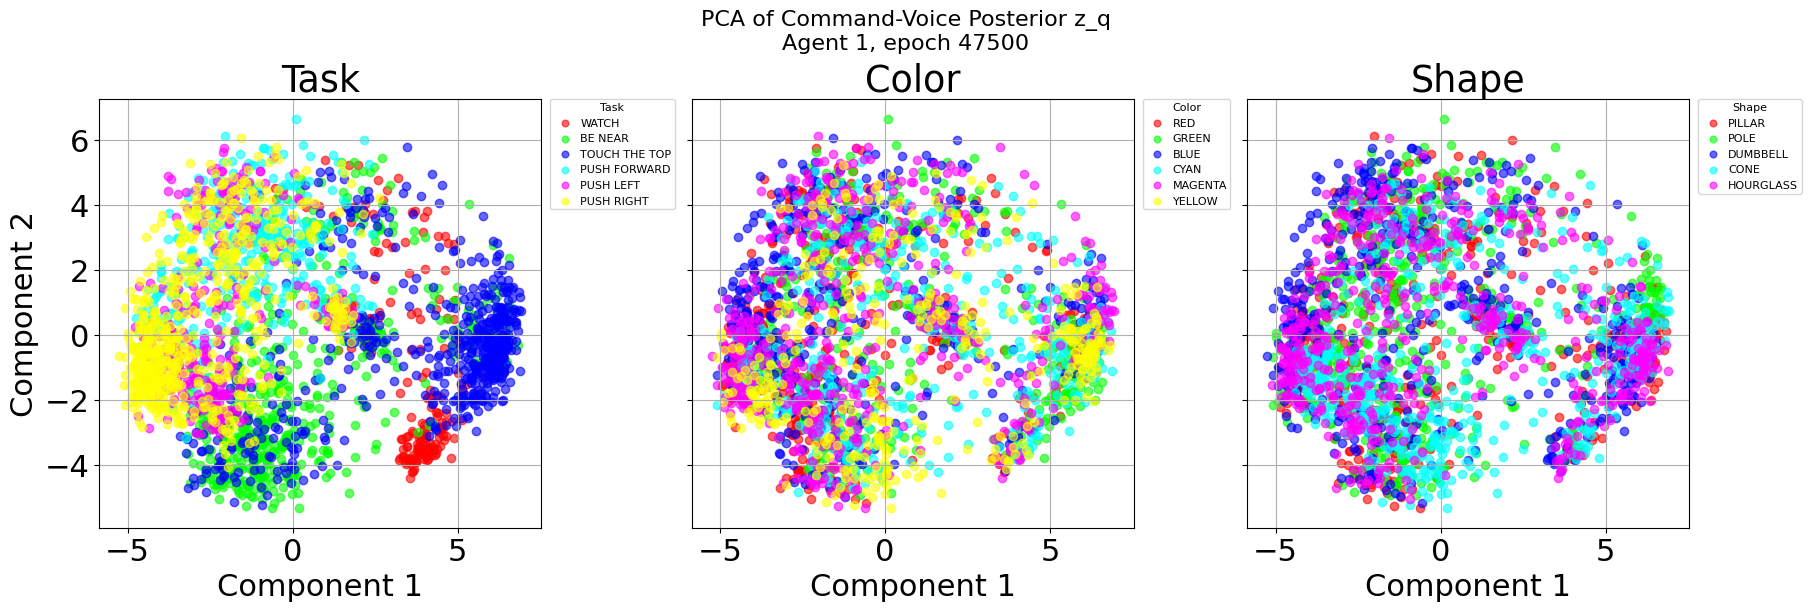 PCA of Command-Voice Posterior z_q
Agent 1, epoch 47500
Task
Color
Shape
Component 2
6
4
2
0
−2
−4
−5
0
5
Component 1
Task
WATCH
BE NEAR
TOUCH THE TOP
PUSH FORWARD
PUSH LEFT
PUSH RIGHT
−5
0
5
Component 1
Color
RED
GREEN
BLUE
CYAN
MAGENTA
YELLOW
−5
0
5
Component 1
Shape
PILLAR
POLE
DUMBBELL
CONE
HOURGLASS